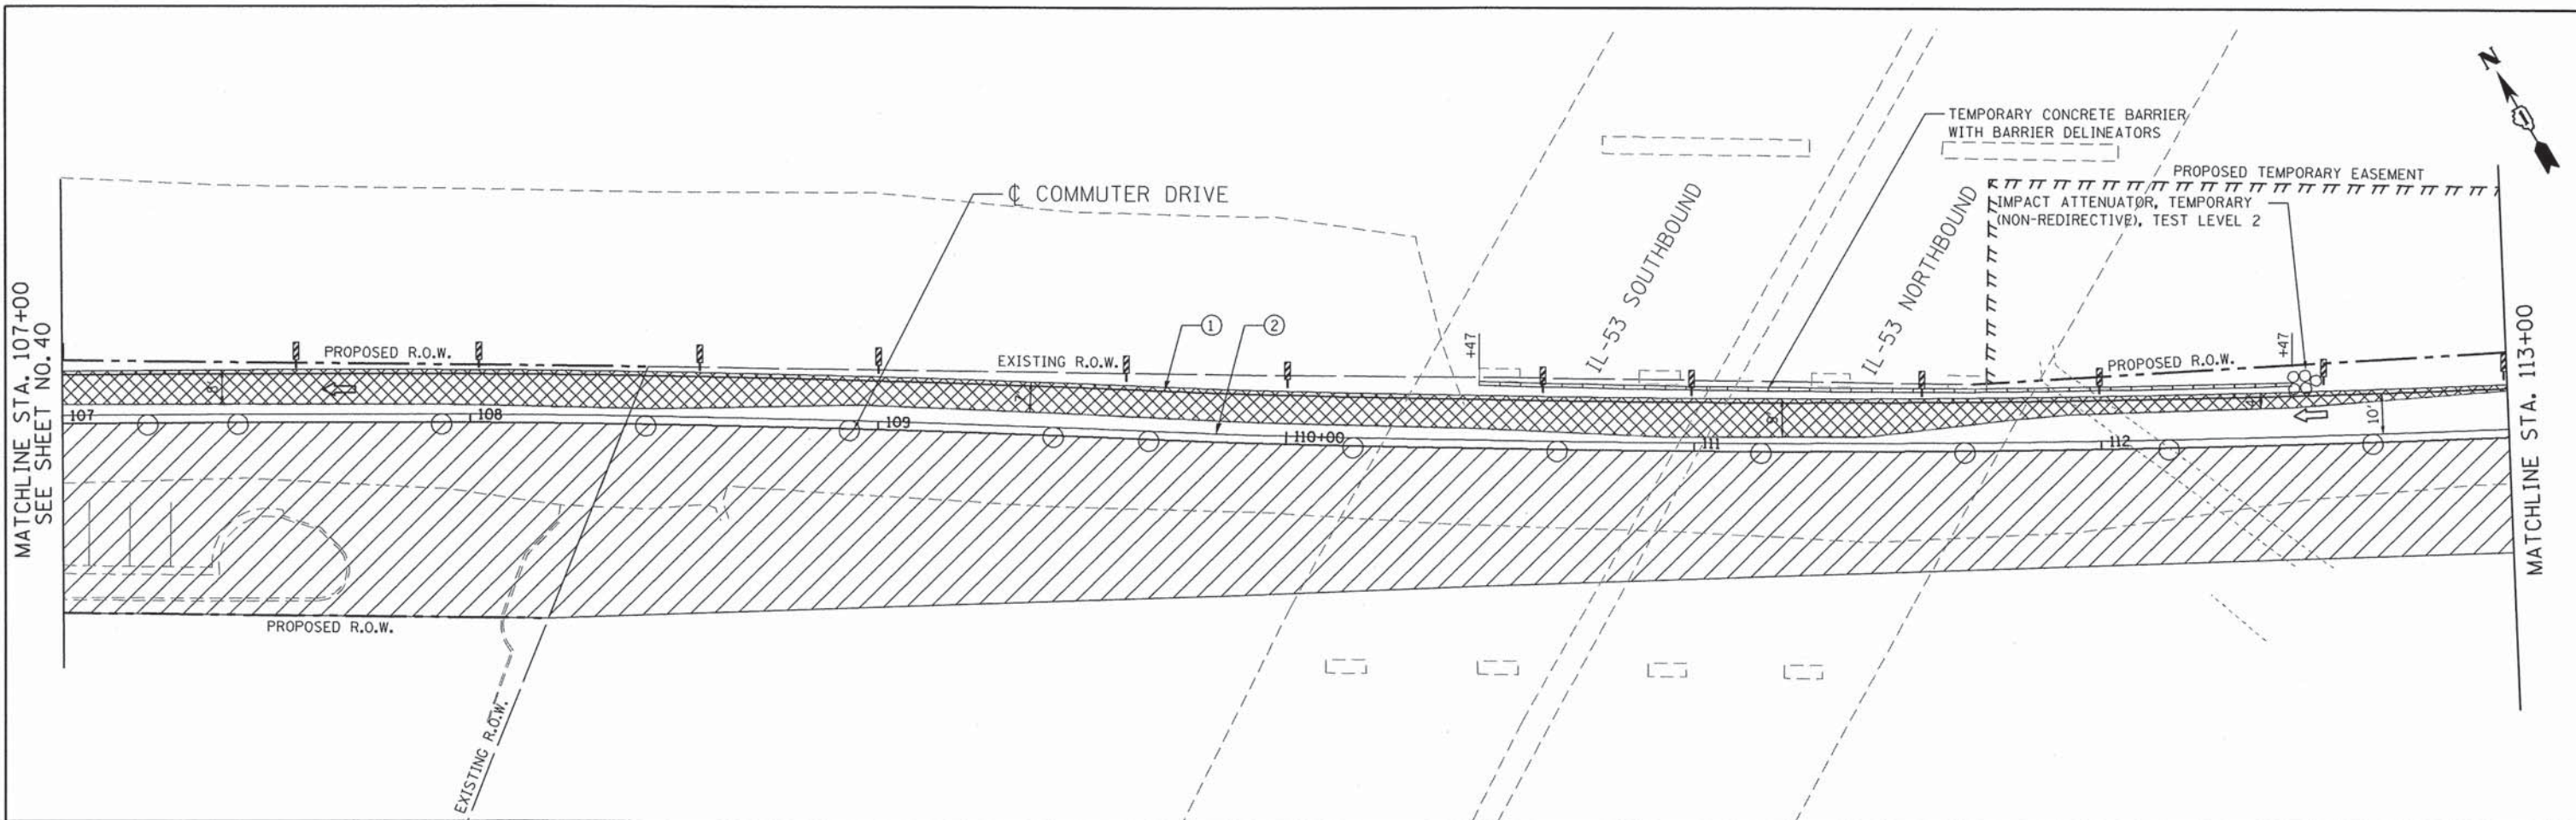 N
TEMPORARY CONCRETE BARRIER
WITH BARRIER DELINEATORS
PROPOSED TEMPORARY EASEMENT
IMPACT ATTENUATOR, TEMPORARY
(NON-REDIRECTIVE), TEST LEVEL 2
℄ COMMUTER DRIVE
IL-53 SOUTHBOUND
IL-53 NORTHBOUND
MATCHLINE STA. 107+00
SEE SHEET NO. 40
MATCHLINE STA. 113+00
1
2
+47
+47
PROPOSED R.O.W.
EXISTING R.O.W.
PROPOSED R.O.W.
8'
7'
10'
107
108
109
110+00
111
112
PROPOSED R.O.W.
EXISTING R.O.W.